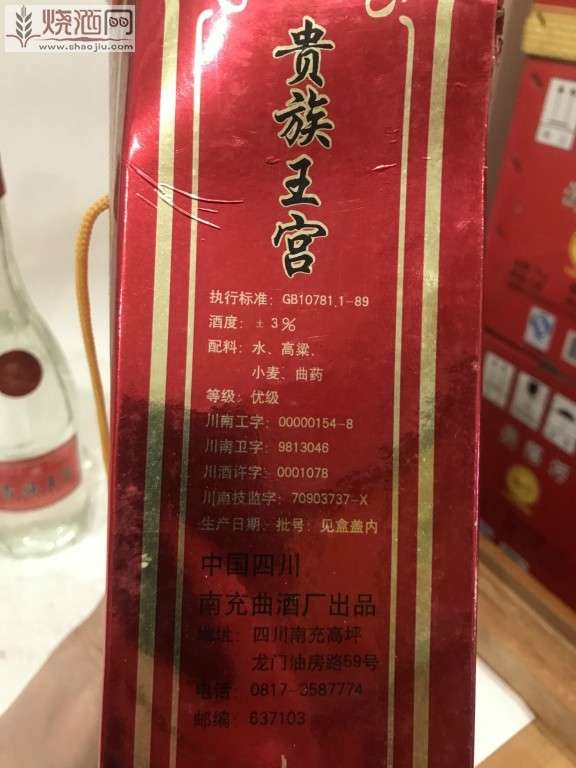 烧酒网
www.shaojiu.com
贵族王宫
执行标准：GB10781.1-89
酒度：±3%
配料：水、高粱、
小麦、曲药
等级：优级
川南工字：00000154-8
川南卫字：9813046
川酒许字：0001078
川南技监字：70903737-X
生产日期、批号：见盒盖内
中国四川
南充曲酒厂出品
地址：四川南充高坪
龙门油房路59号
电话：0817-3587774
邮编：637103